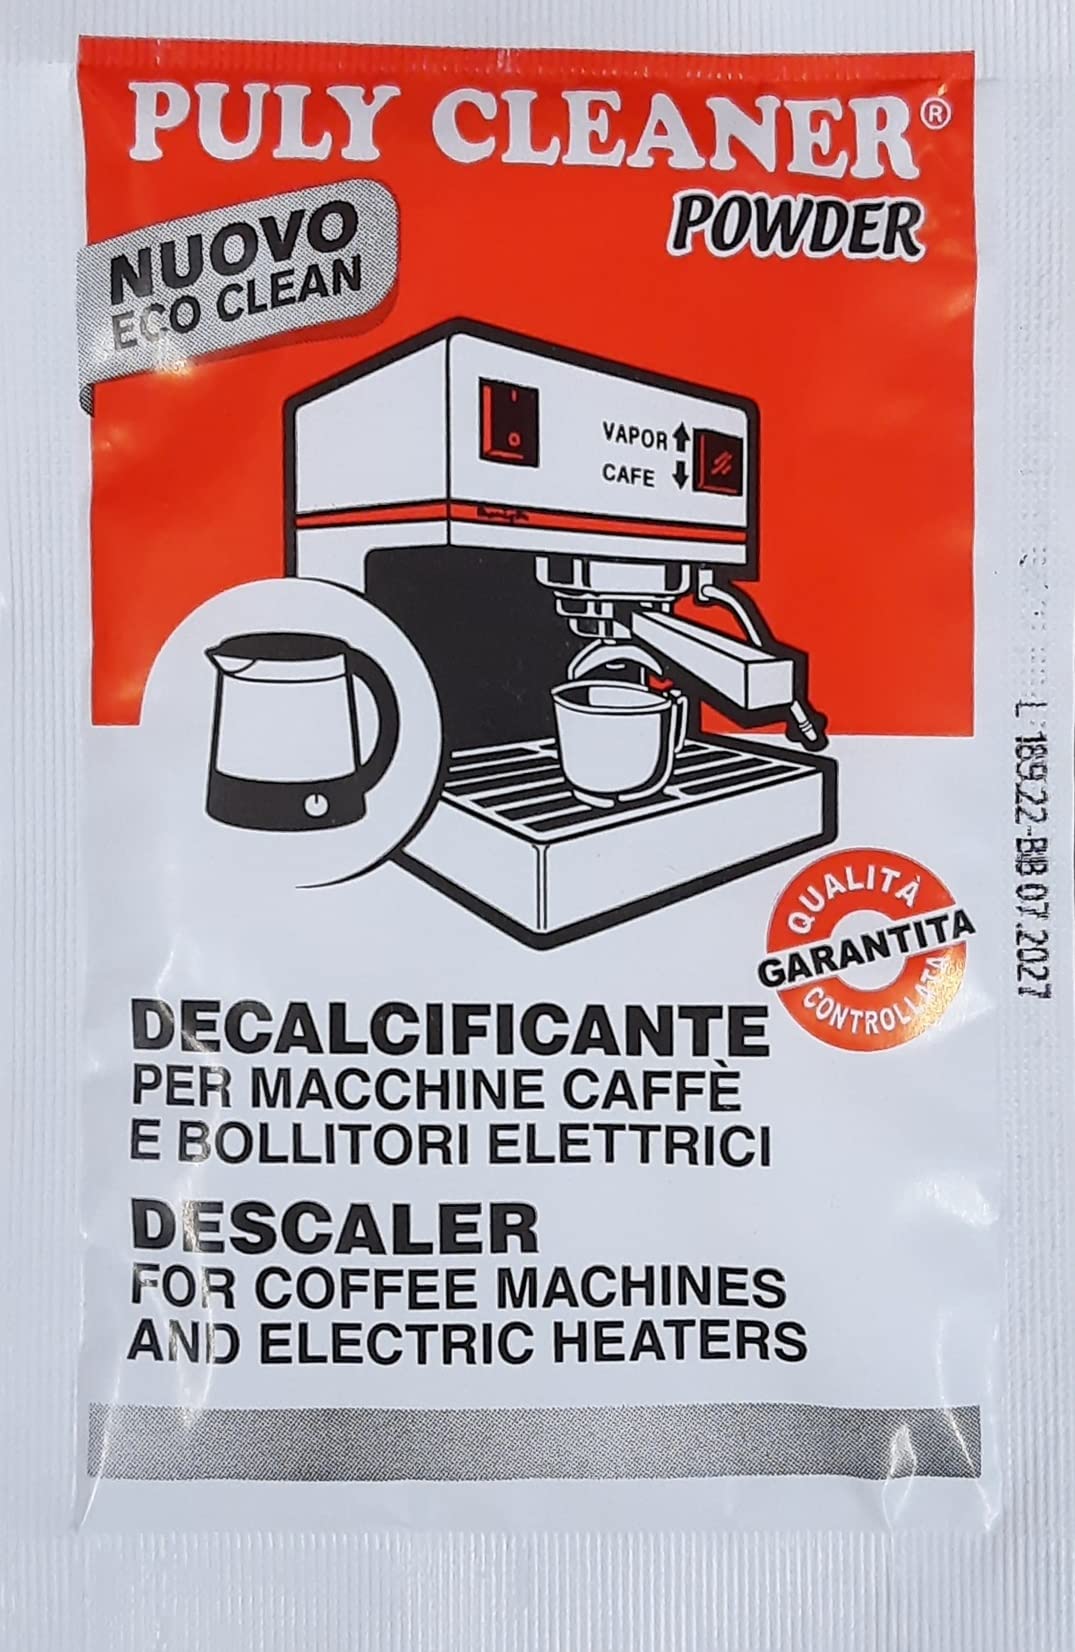 PULY CLEANER®
POWDER
NUOVO
ECO CLEAN
VAPOR
CAFE
QUALITÀ
GARANTITA
CONTROLLATA
L 189.22-BB 07.2027
DECALCIFICANTE
PER MACCHINE CAFFÈ
E BOLLITORI ELETTRICI
DESCALER
FOR COFFEE MACHINES
AND ELECTRIC HEATERS